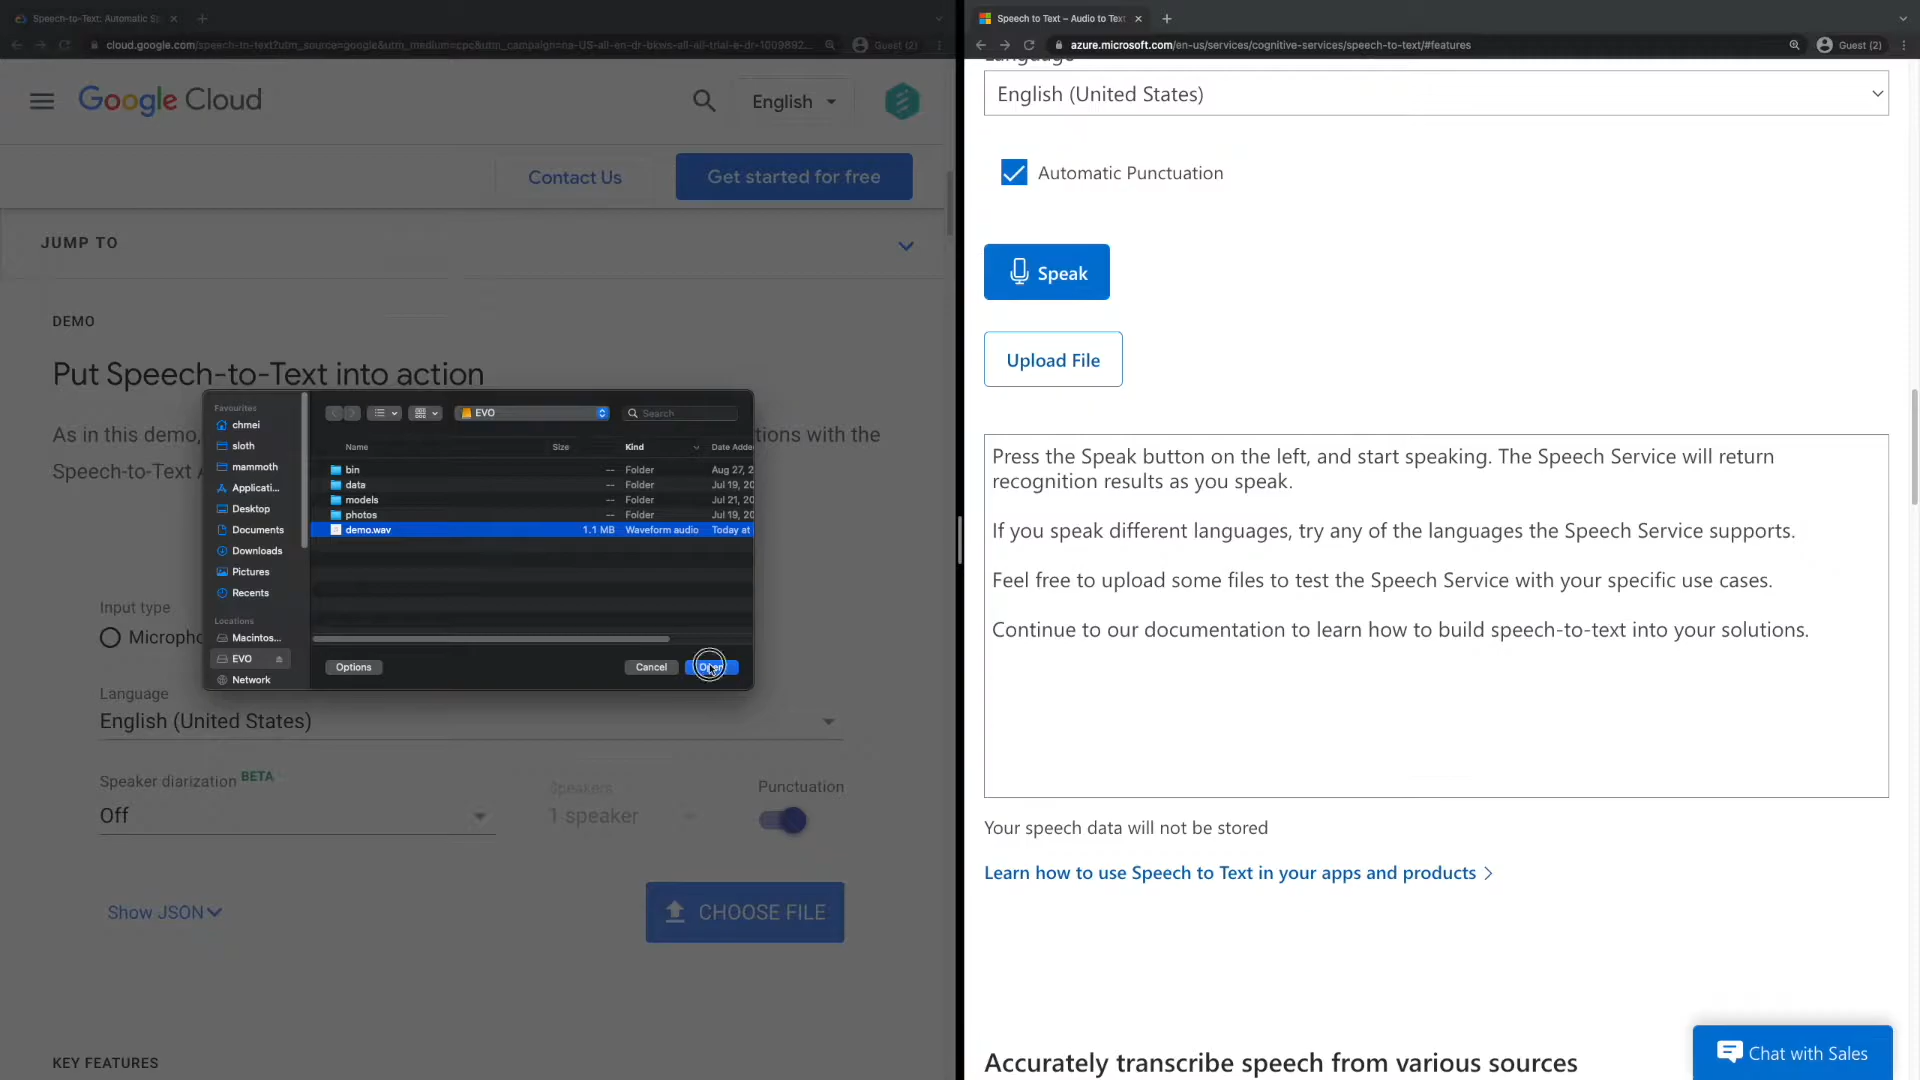 Speech-to-Text: Automatic Sp
cloud.google.com/speech-to-text?utm_source=google&utm_medium=cpc&utm_campaign=na-US-all-en-dr-bkws-all-all-trial-e-dr-1009892...
Guest (2)
Google Cloud
English
Contact Us
Get started for free
JUMP TO
DEMO
Put Speech-to-Text into action
As in this demo,
tions with the
Speech-to-Text
Favourites
chmei
sloth
mammoth
Applicati...
Desktop
Documents
Downloads
Pictures
Recents
Locations
Macintos...
EVO
Network
EVO
Search
Name Size Kind Date Adde
bin -- Folder Aug 27, 2
data -- Folder Jul 19, 20
models -- Folder Jul 21, 20
photos -- Folder Jul 19, 20
demo.wav 1.1 MB Waveform audio Today at
Options
Cancel
Input type
Microph
Language
English (United States)
Speaker diarization BETA
Off
Speakers
1 speaker
Punctuation
Show JSON
CHOOSE FILE
KEY FEATURES
Speech to Text – Audio to Text
azure.microsoft.com/en-us/services/cognitive-services/speech-to-text/#features
Guest (2)
Language
English (United States)
Automatic Punctuation
Speak
Upload File
Press the Speak button on the left, and start speaking. The Speech Service will return
recognition results as you speak.
If you speak different languages, try any of the languages the Speech Service supports.
Feel free to upload some files to test the Speech Service with your specific use cases.
Continue to our documentation to learn how to build speech-to-text into your solutions.
Your speech data will not be stored
Learn how to use Speech to Text in your apps and products
Accurately transcribe speech from various sources
Chat with Sales